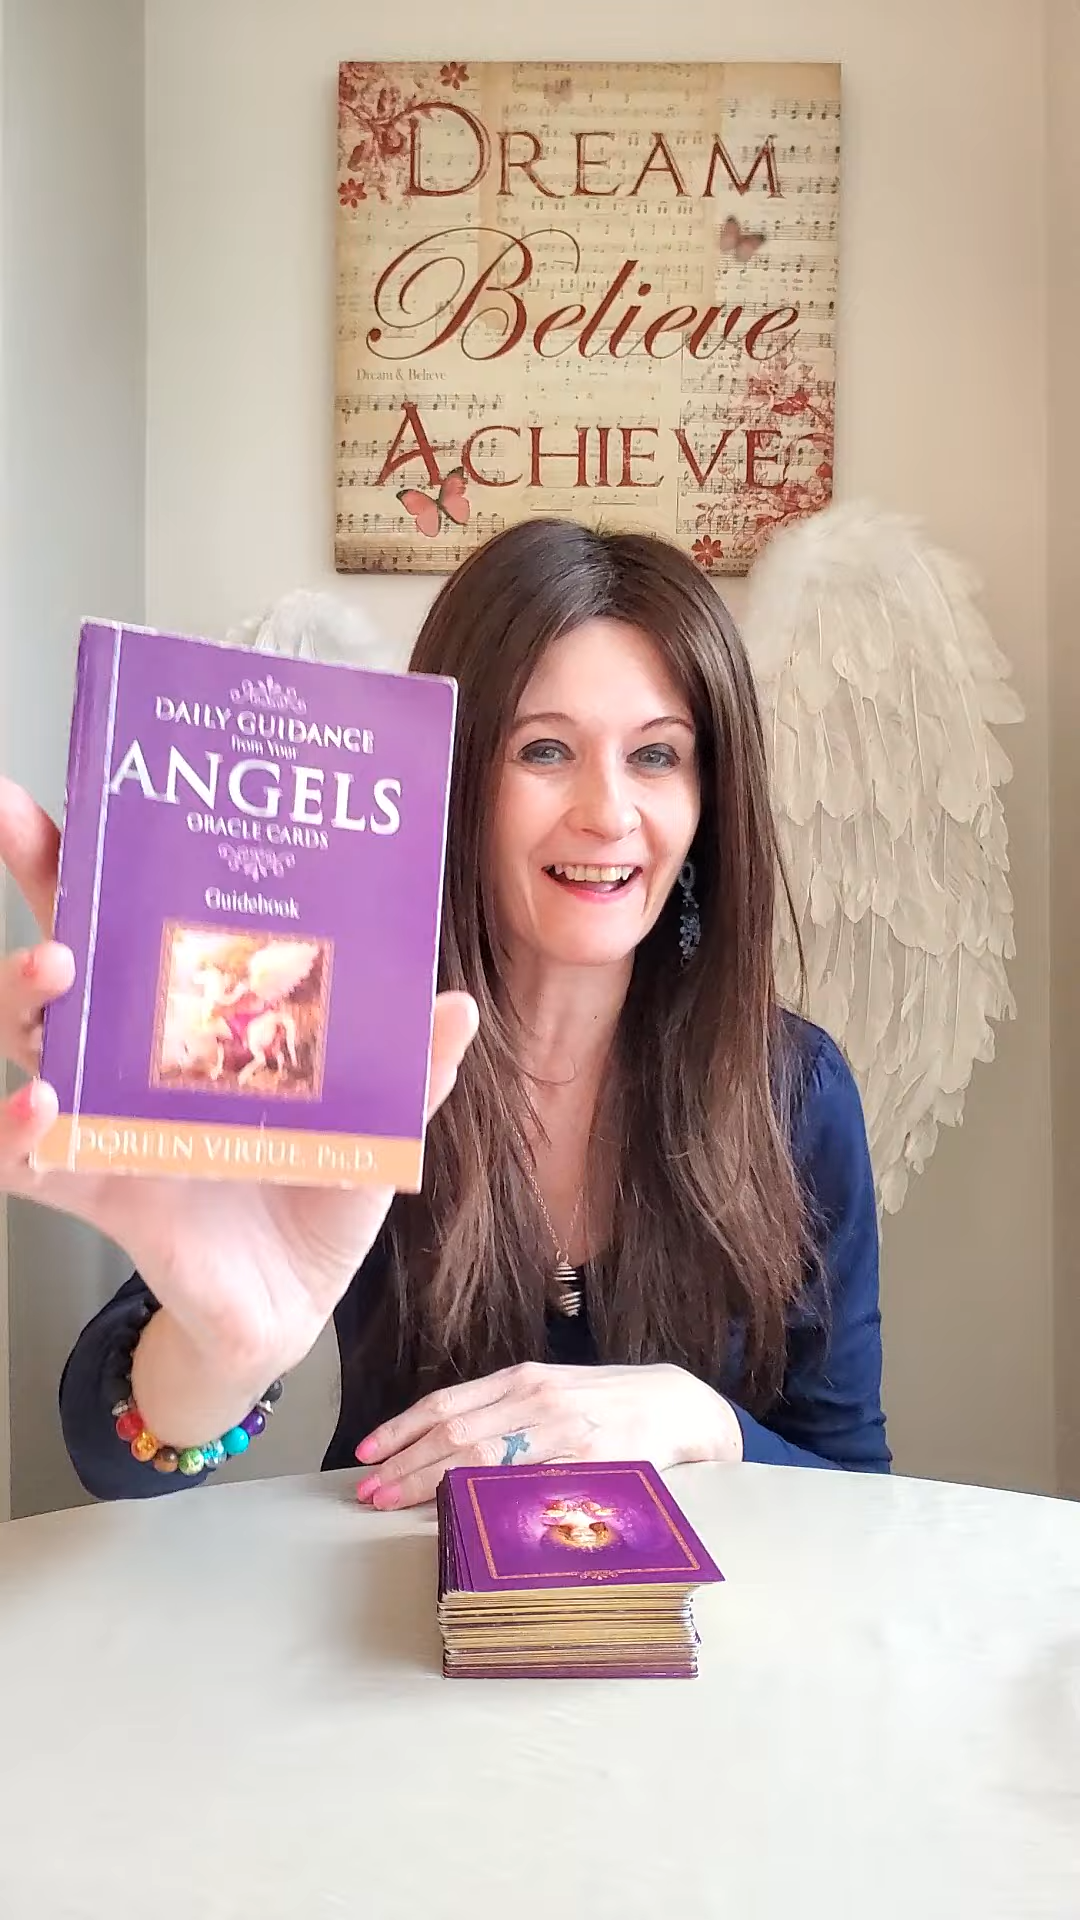 DREAM
Believe
Dream & Believe
ACHIEVE
DAILY GUIDANCE
from Your
ANGELS
ORACLE CARDS
Guidebook
DOREEN VIRTUE, PH.D.